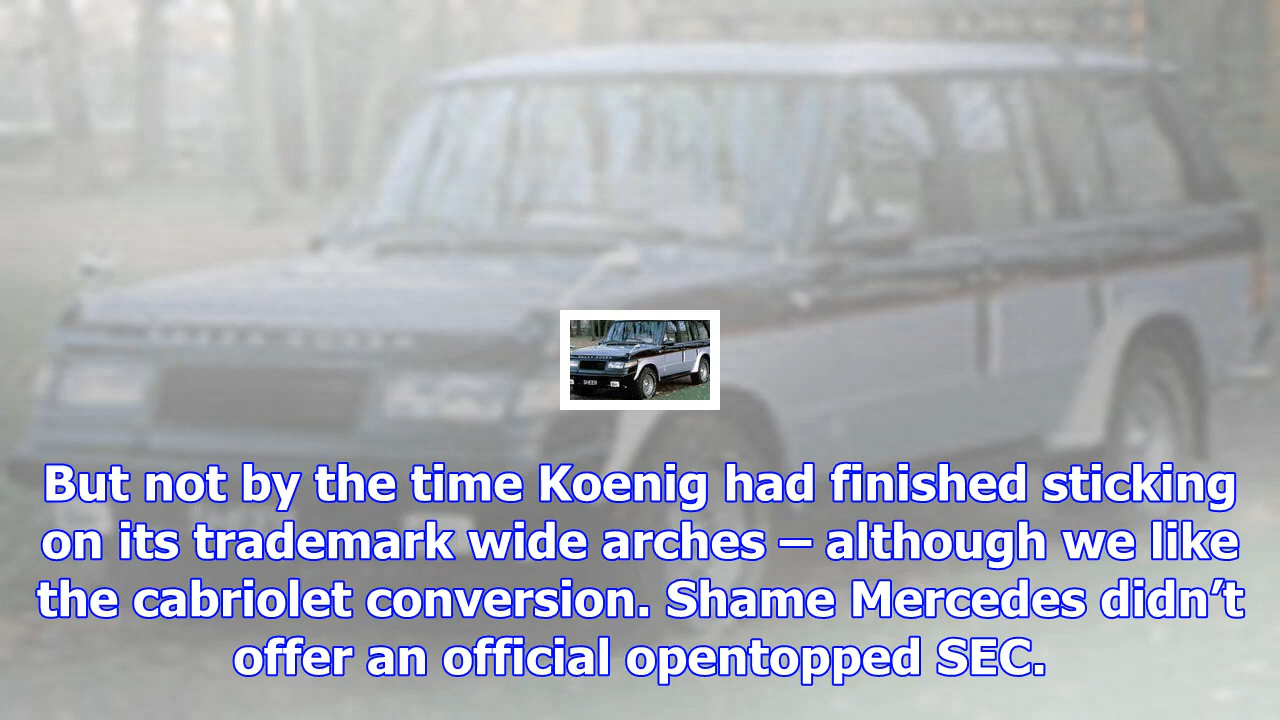 But not by the time Koenig had finished sticking
on its trademark wide arches – although we like
the cabriolet conversion. Shame Mercedes didn’t
offer an official opentopped SEC.